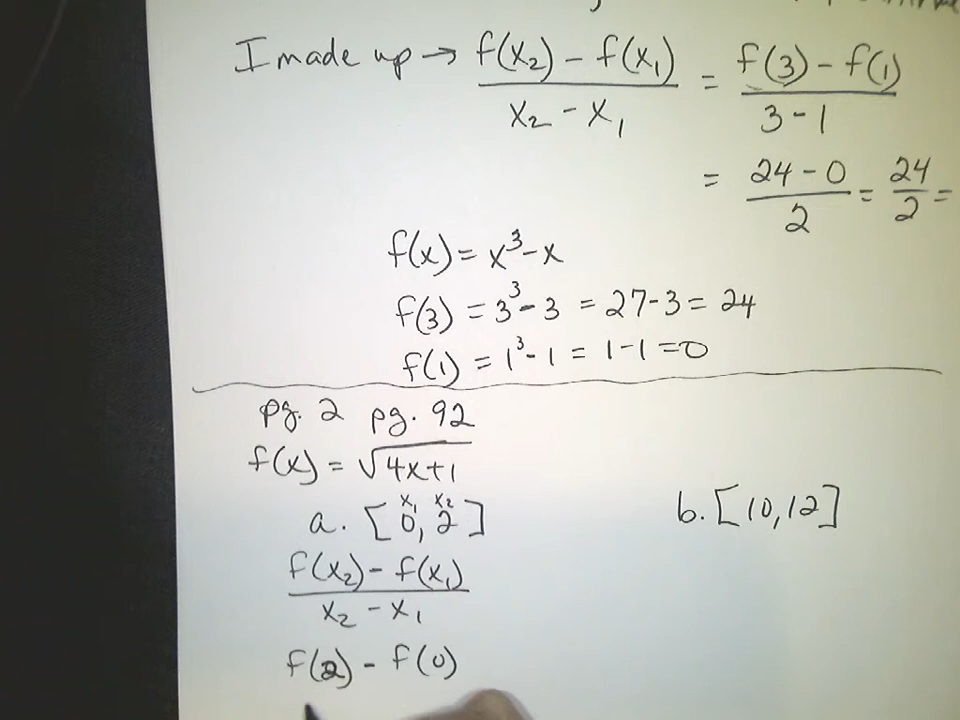 I made up → f(x₂) - f(x₁) / x₂ - x₁ = f(3) - f(1) / 3 - 1
= 24 - 0 / 2 = 24 / 2 =
f(x) = x³ - x
f(3) = 3³ - 3 = 27 - 3 = 24
f(1) = 1³ - 1 = 1 - 1 = 0
pg. 2 pg. 92
f(x) = √4x+1
x₁ x₂
a. [0, 2] b. [10, 12]
f(x₂) - f(x₁)
x₂ - x₁
f(2) - f(0)